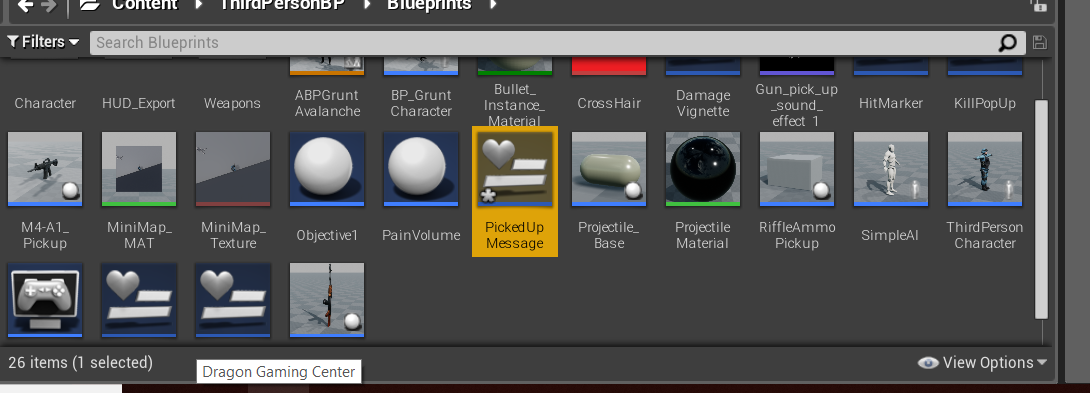 Content ThirdPersonBP Blueprints
Filters Search Blueprints
Character HUD_Export Weapons
ABPGrunt
Avalanche
BP_Grunt
Character
Bullet_
Instance_
Material
CrossHair
Damage
Vignette
Gun_pick_up
_sound_
effect_1
HitMarker KillPopUp
M4-A1_
Pickup
MiniMap_
MAT
MiniMap_
Texture
Objective1
PainVolume
PickedUp
Message
Projectile_
Base
Projectile
Material
RiffleAmmo
Pickup
SimpleAI
ThirdPerson
Character
26 items (1 selected) View Options
Dragon Gaming Center